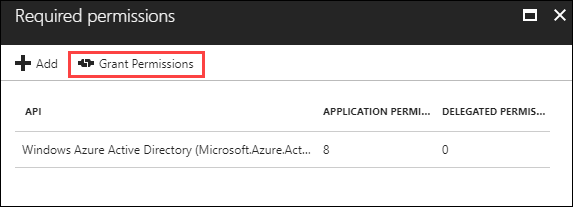 Required permissions
Add Grant Permissions
API APPLICATION PERMI... DELEGATED PERMIS...
Windows Azure Active Directory (Microsoft.Azure.Act... 8 0